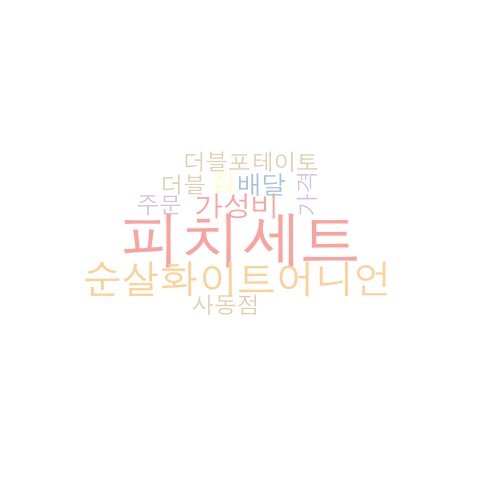 더블포테이토
더블 집 배달 가격
주문 가성비
피치세트
순살화이트어니언
사동점